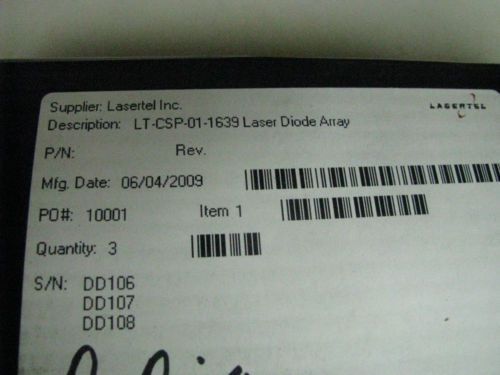 Supplier: Lasertel Inc.
LASERTEL
Description: LT-CSP-01-1639 Laser Diode Array
P/N: Rev.
Mfg. Date: 06/04/2009
PO#: 10001 Item 1
Quantity: 3
S/N: DD106
DD107
DD108